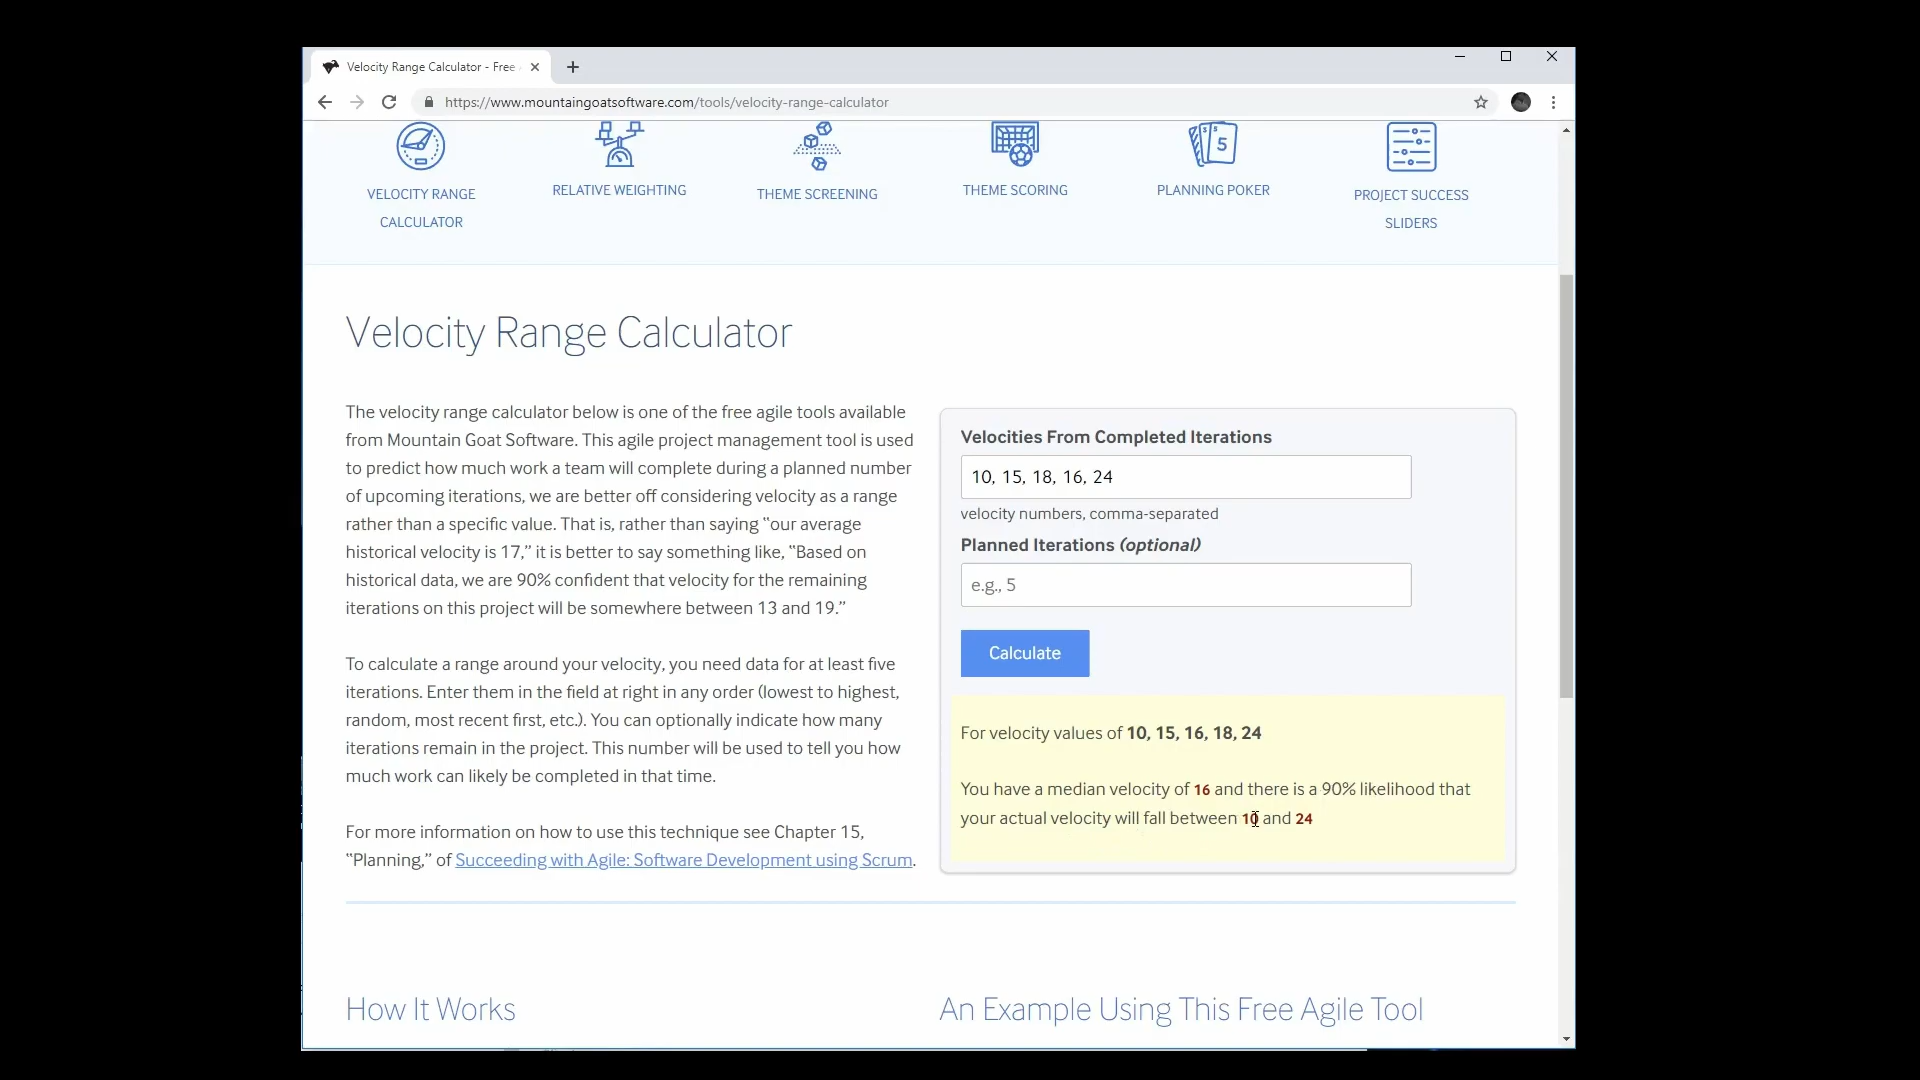 Velocity Range Calculator - Free
https://www.mountaingoatsoftware.com/tools/velocity-range-calculator
VELOCITY RANGE
CALCULATOR
RELATIVE WEIGHTING
THEME SCREENING
THEME SCORING
5
PLANNING POKER
PROJECT SUCCESS
SLIDERS
Velocity Range Calculator
The velocity range calculator below is one of the free agile tools available
from Mountain Goat Software. This agile project management tool is used
to predict how much work a team will complete during a planned number
of upcoming iterations, we are better off considering velocity as a range
rather than a specific value. That is, rather than saying “our average
historical velocity is 17,” it is better to say something like, “Based on
historical data, we are 90% confident that velocity for the remaining
iterations on this project will be somewhere between 13 and 19.”
To calculate a range around your velocity, you need data for at least five
iterations. Enter them in the field at right in any order (lowest to highest,
random, most recent first, etc.). You can optionally indicate how many
iterations remain in the project. This number will be used to tell you how
much work can likely be completed in that time.
For more information on how to use this technique see Chapter 15,
“Planning,” of Succeeding with Agile: Software Development using Scrum.
Velocities From Completed Iterations
10, 15, 18, 16, 24
velocity numbers, comma-separated
Planned Iterations (optional)
e.g., 5
Calculate
For velocity values of 10, 15, 16, 18, 24
You have a median velocity of 16 and there is a 90% likelihood that
your actual velocity will fall between 10 and 24
How It Works
An Example Using This Free Agile Tool